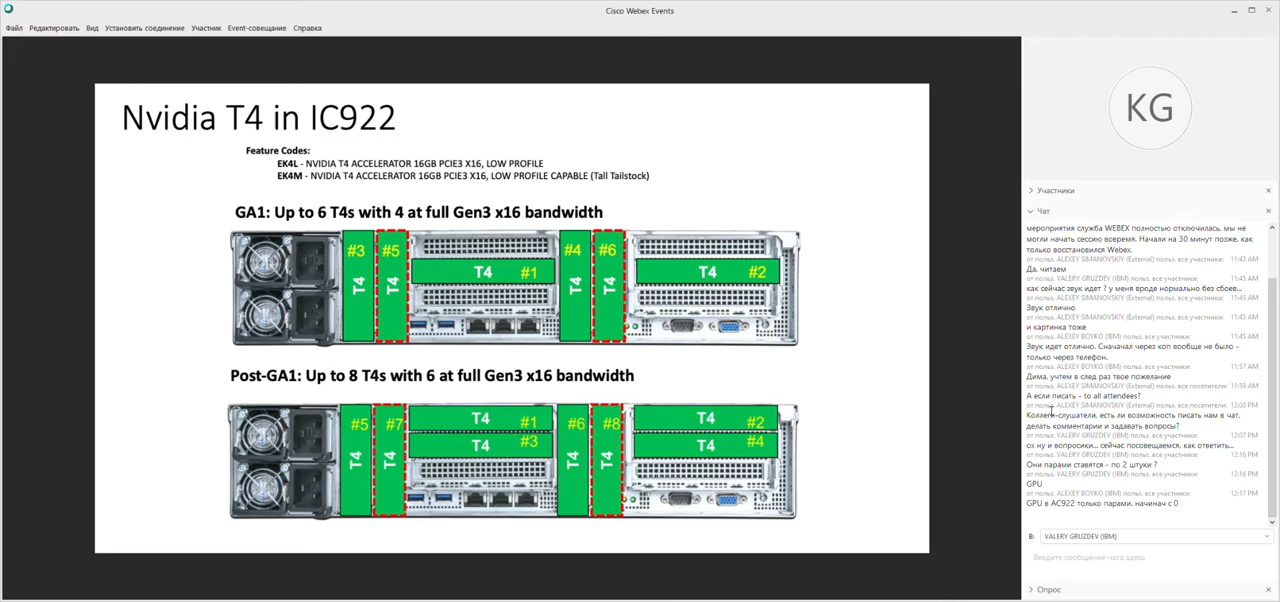 Cisco Webex Events
Файл Редактировать Вид Установить соединение Участник Event-совещание Справка
Nvidia T4 in IC922
Feature Codes:
EK4L - NVIDIA T4 ACCELERATOR 16GB PCIE3 X16, LOW PROFILE
EK4M - NVIDIA T4 ACCELERATOR 16GB PCIE3 X16, LOW PROFILE CAPABLE (Tall Tailstock)
GA1: Up to 6 T4s with 4 at full Gen3 x16 bandwidth
#3 #5 #4 #6
T4 T4 T4 #1 T4 T4 T4 #2
Post-GA1: Up to 8 T4s with 6 at full Gen3 x16 bandwidth
T4 #1 T4 #2
#5 #7 #6 #8
T4 #3 T4 #4
T4 T4 T4 T4
KG
Участники
Чат
мероприятия служба WEBEX полностью отключилась, мы не
могли начать сессию вовремя. Начали на 30 минут позже, как
только восстановился Webex.
от польз. ALEXEY SIMANOVSKIY (External) польз. все участники: 11:43 AM
Да, читаем
от польз. VALERY GRUZDEV (IBM) польз. все участники: 11:45 AM
как сейчас звук идет ? у меня вроде нормально без сбоев...
от польз. ALEXEY SIMANOVSKIY (External) польз. все участники: 11:45 AM
Звук отлично
от польз. ALEXEY SIMANOVSKIY (External) польз. все участники: 11:45 AM
и картинка тоже
от польз. ALEXEY BOYKO (IBM) польз. все участники: 11:45 AM
Звук идет отлично. Сначачал через коп вообще не было -
только через телефон.
от польз. ALEXEY BOYKO (IBM) польз. все участники: 11:57 AM
Дима, учтем в след раз твое пожелание
от польз. ALEXEY SIMANOVSKIY (External) польз. все посетители: 11:59 AM
А если писать - to all attendees?
от польз. ALEXEY SIMANOVSKIY (External) польз. все посетители: 12:03 PM
Коллеги-слушатели, есть ли возможность писать нам в чат,
делать комментарии и задавать вопросы?
от польз. VALERY GRUZDEV (IBM) польз. все участники: 12:07 PM
ох ну и вопросики... сейчас посовещаемся, как ответить...
от польз. VALERY GRUZDEV (IBM) польз. все участники: 12:16 PM
Они парами ставятся - по 2 штуки ?
от польз. VALERY GRUZDEV (IBM) польз. все участники: 12:16 PM
GPU
от польз. ALEXEY BOYKO (IBM) польз. все участники: 12:17 PM
GPU в AC922 только парами. начинач с 0
В: VALERY GRUZDEV (IBM)
Введите сообщение чата здесь
Опрос